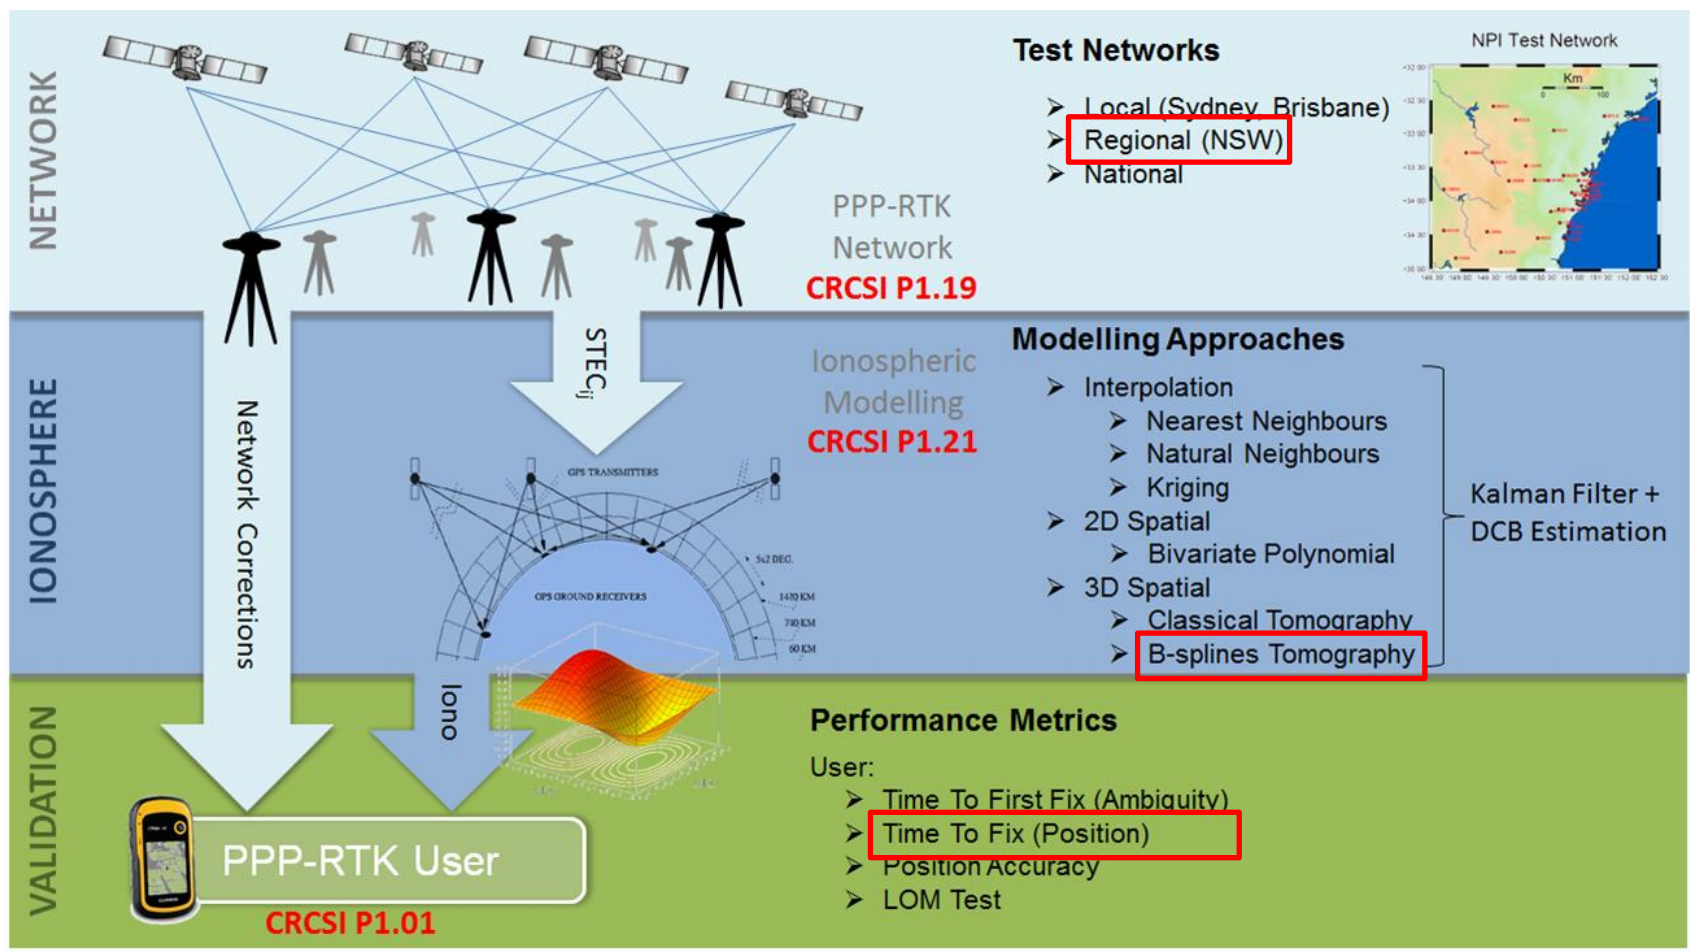 NETWORK
Test Networks
Local (Sydney, Brisbane)
Regional (NSW)
National
NPI Test Network
Km
0 100
PPP-RTK
Network
CRCSI P1.19
IONOSPHERE
STECij
Network Corrections
Ionospheric
Modelling
CRCSI P1.21
Modelling Approaches
Interpolation
Nearest Neighbours
Natural Neighbours
Kriging
2D Spatial
Bivariate Polynomial
3D Spatial
Classical Tomography
B-splines Tomography
Kalman Filter +
DCB Estimation
GPS TRANSMITTERS
5x2 DEG.
GPS GROUND RECEIVERS
1480 KM
740 KM
60 KM
VALIDATION
Iono
Performance Metrics
User:
Time To First Fix (Ambiguity)
Time To Fix (Position)
Position Accuracy
LOM Test
PPP-RTK User
CRCSI P1.01